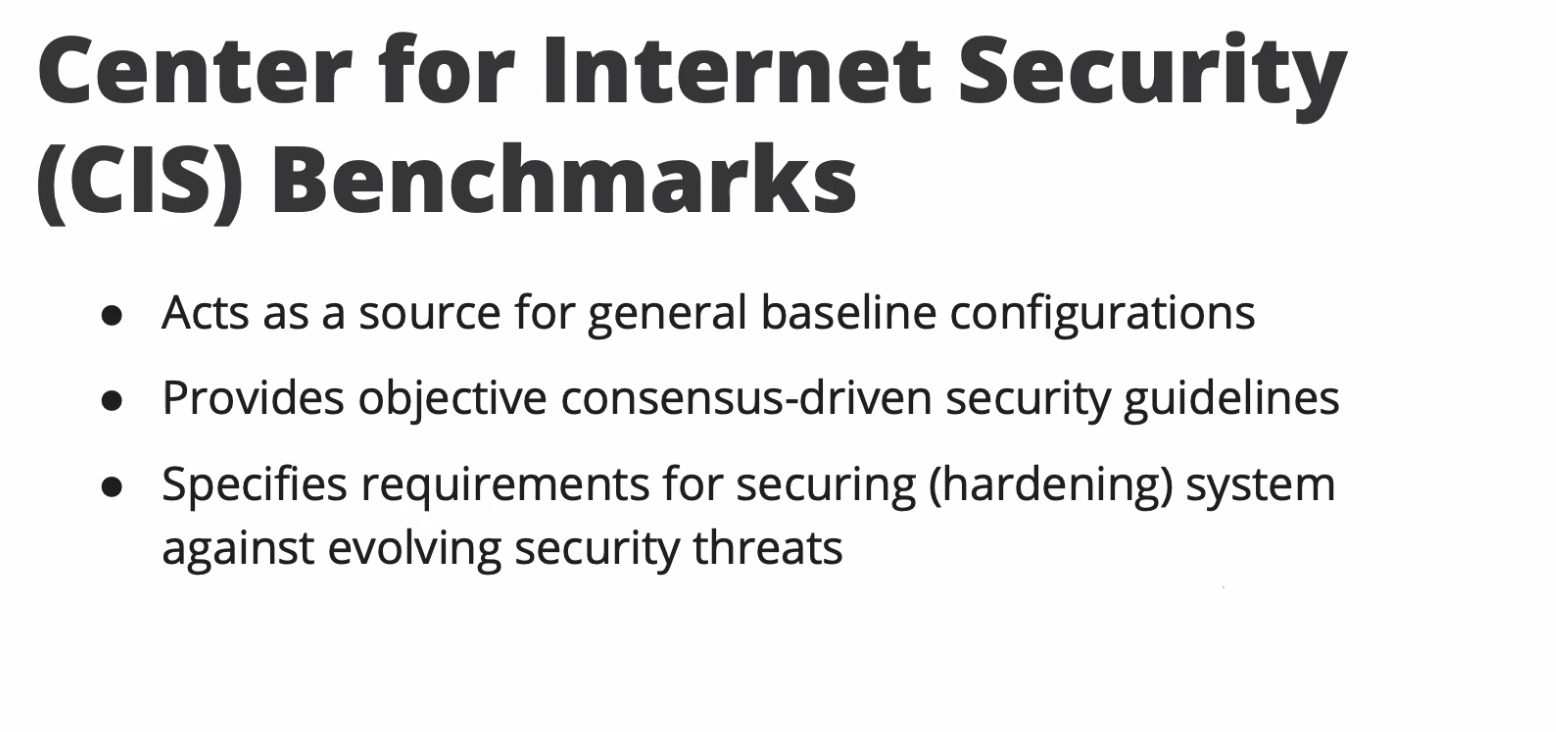 Center for Internet Security
(CIS) Benchmarks
● Acts as a source for general baseline configurations
● Provides objective consensus-driven security guidelines
● Specifies requirements for securing (hardening) system
against evolving security threats